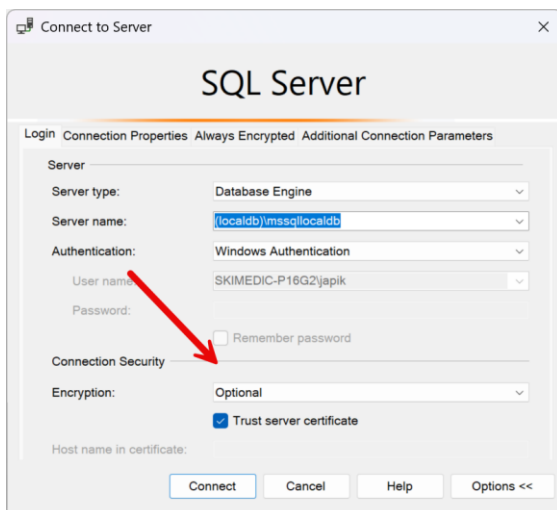 Connect to Server
SQL Server
Login Connection Properties Always Encrypted Additional Connection Parameters
Server
Server type: Database Engine
Server name: (localdb)\mssqllocaldb
Authentication: Windows Authentication
User name: SKIMEDIC-P16G2\japik
Password:
Remember password
Connection Security
Encryption: Optional
Trust server certificate
Host name in certificate:
Connect Cancel Help Options <<